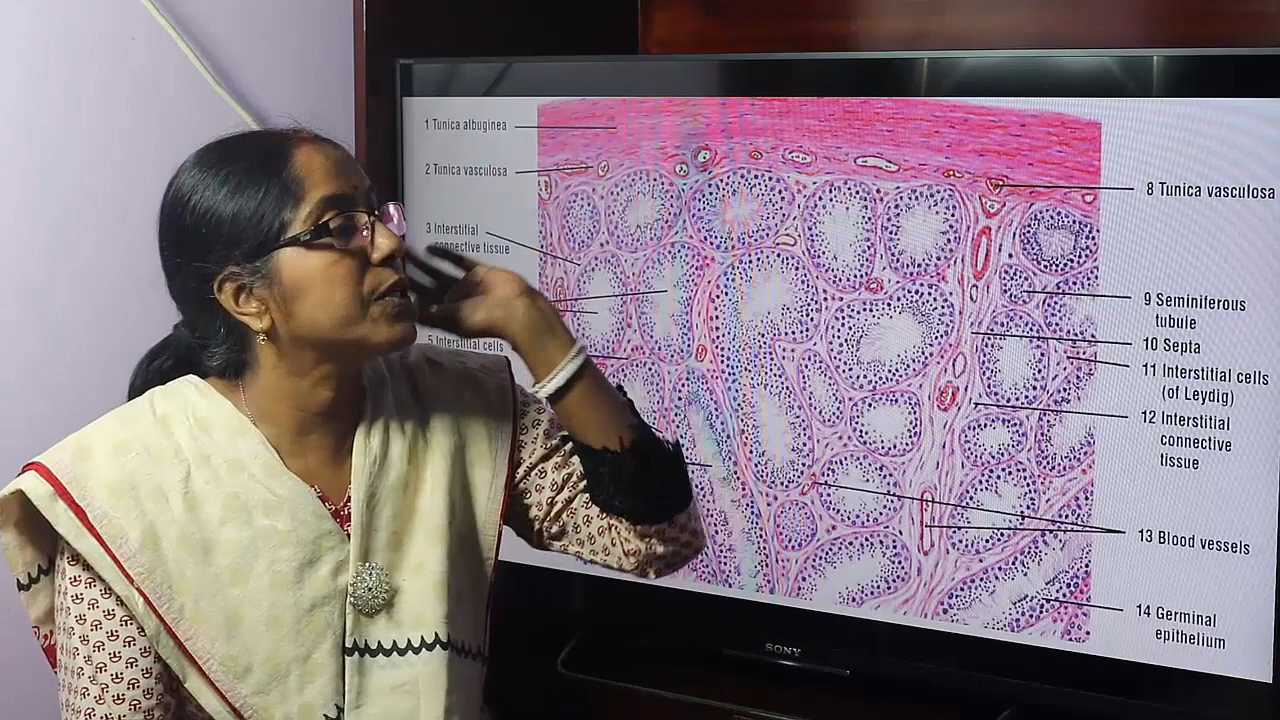 1 Tunica albuginea
2 Tunica vasculosa
3 Interstitial
connective tissue
5 Interstitial cells
8 Tunica vasculosa
9 Seminiferous
tubule
10 Septa
11 Interstitial cells
(of Leydig)
12 Interstitial
connective
tissue
13 Blood vessels
14 Germinal
epithelium
SONY